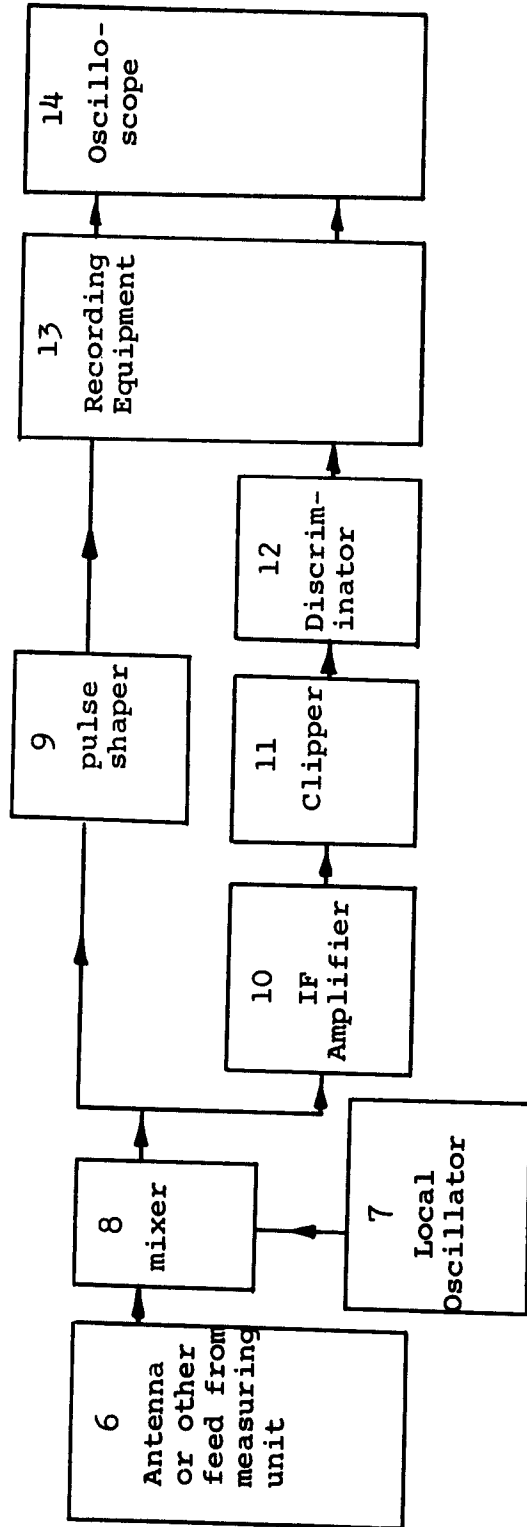 6
Antenna
or other
feed from
measuring
unit
7
Local
Oscillator
8
mixer
9
pulse
shaper
10
IF
Amplifier
11
Clipper
12
Discrim-
inator
13
Recording
Equipment
14
Oscillo-
scope